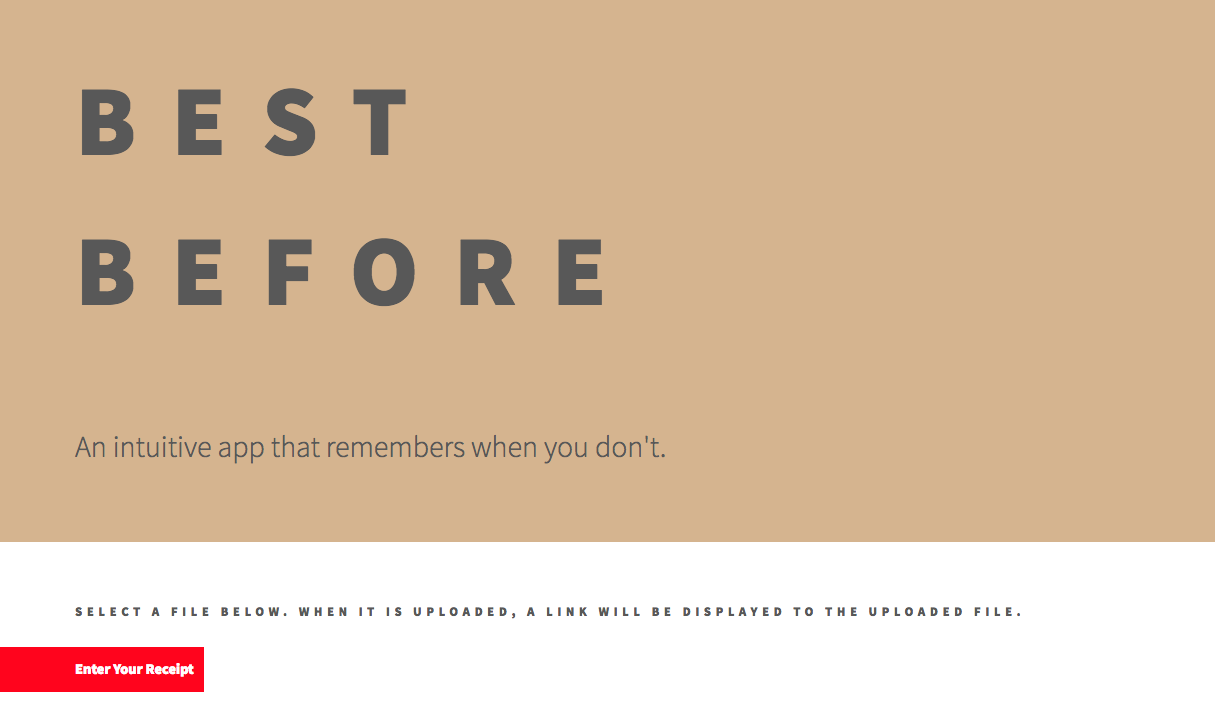 BEST
BEFORE
An intuitive app that remembers when you don't.
SELECT A FILE BELOW. WHEN IT IS UPLOADED, A LINK WILL BE DISPLAYED TO THE UPLOADED FILE.
Enter Your Receipt